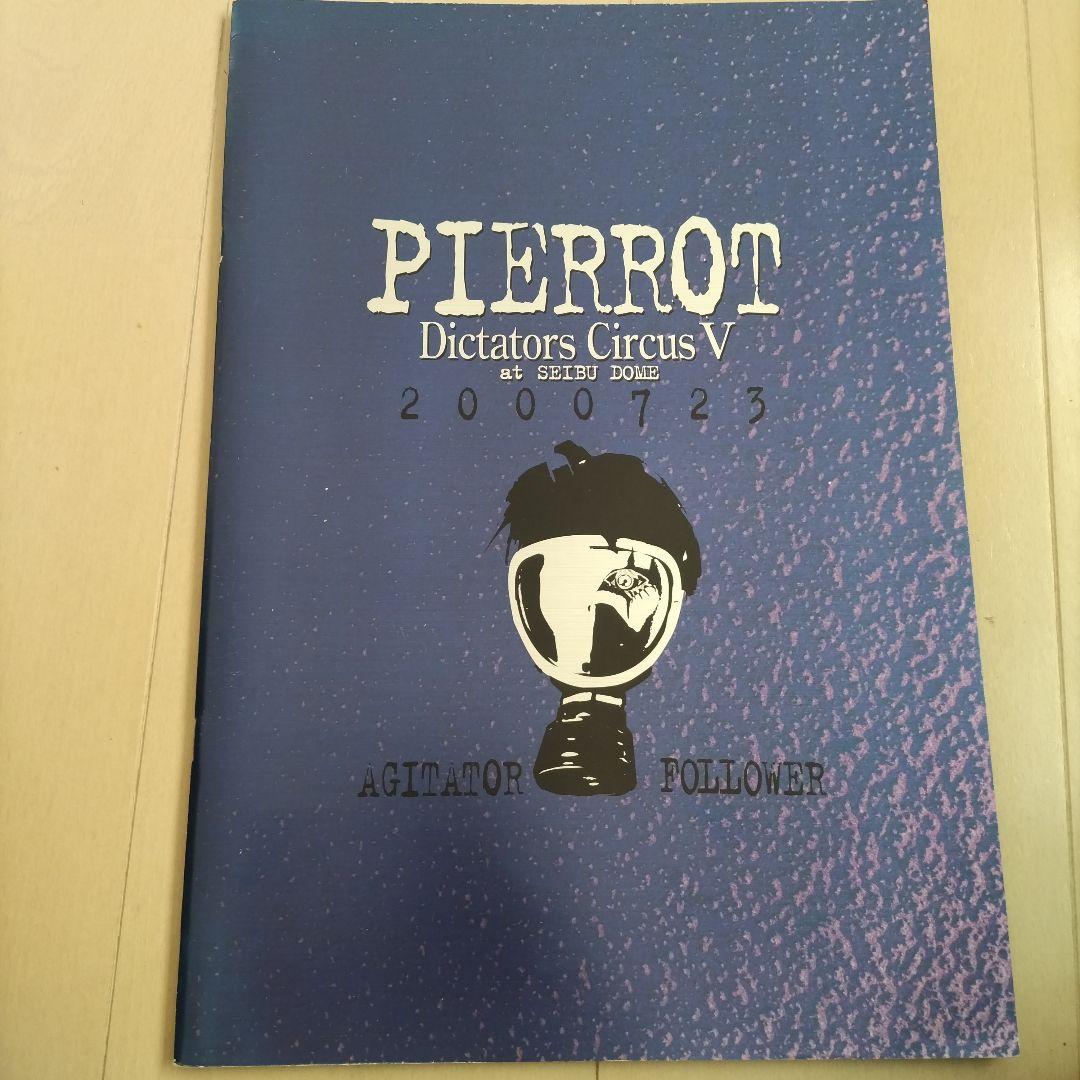 PIERROT
Dictators Circus V
at SEIBU DOME
2000723
AGITATOR FOLLOWER